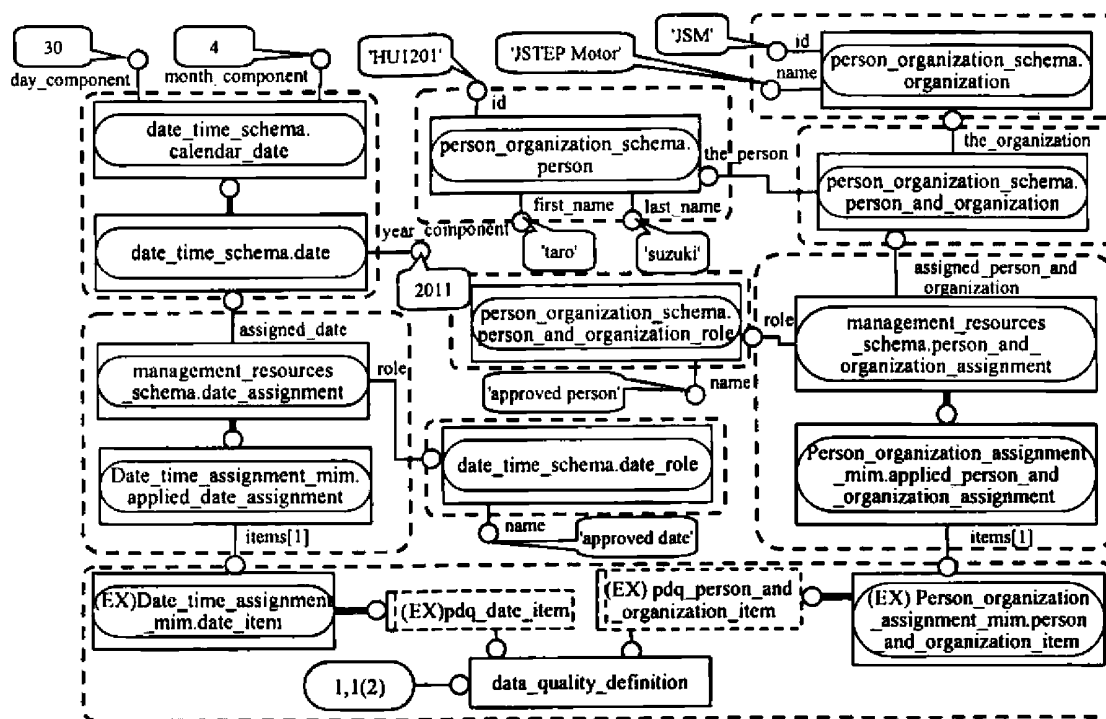 30
4
day_component
month_component
'HU1201'
id
'JSTEP Motor'
'JSM'
id
name
person_organization_schema.
organization
date_time_schema.
calendar_date
person_organization_schema.
person
the_person
the_organization
person_organization_schema.
person_and_organization
first_name
last_name
date_time_schema.date
year_component
'taro'
'suzuki'
2011
assigned_person_and
organization
assigned_date
person_organization_schema.
person_and_organization_role
role
management_resources
_schema.person_and_
organization_assignment
management_resources
_schema.date_assignment
role
name
'approved person'
Date_time_assignment_mim.
applied_date_assignment
date_time_schema.date_role
Person_organization_assignment
_mim.applied_person_and
_organization_assignment
items[1]
name
'approved date'
items[1]
(EX)Date_time_assignment
_mim.date_item
(EX)pdq_date_item
(EX) pdq_person_and
_organization_item
(EX) Person_organization
_assignment_mim.person
_and_organization_item
1,1(2)
data_quality_definition